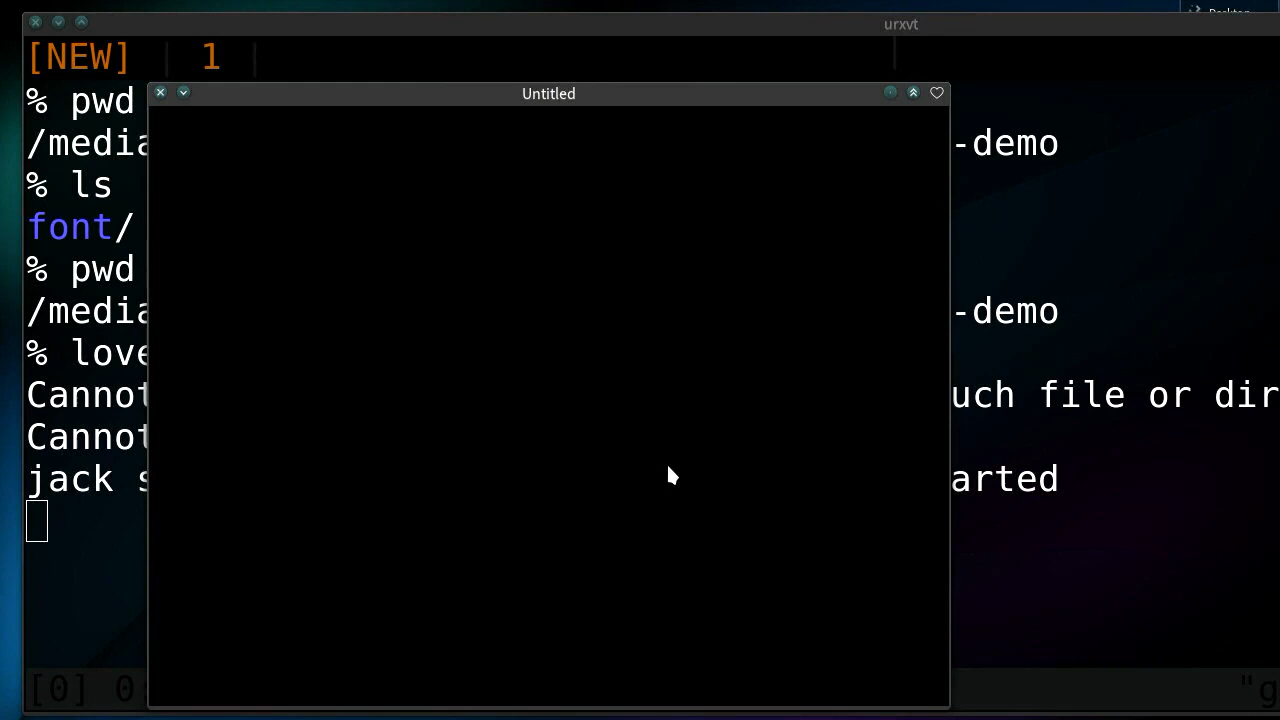 Desktop
urxvt
[NEW] | 1 |
% pwd
Untitled
/media -demo
% ls
font/
% pwd
/media -demo
% love
Cannot uch file or dir
Cannot
jack s arted
[0] 0: "g